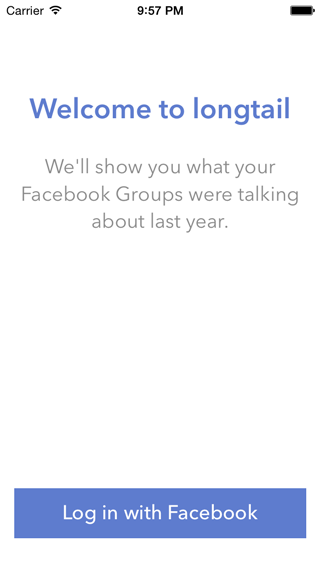 Carrier 9:57 PM
Welcome to longtail
We'll show you what your
Facebook Groups were talking
about last year.
Log in with Facebook